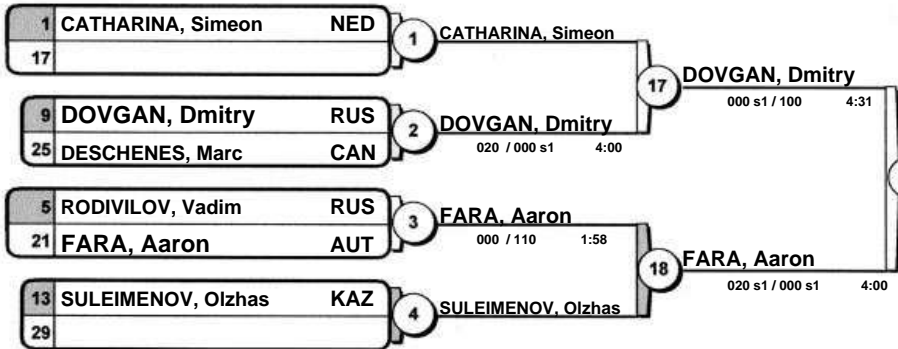 1 CATHARINA, Simeon NED
17
1 CATHARINA, Simeon
17 DOVGAN, Dmitry
000 s1 / 100 4:31
9 DOVGAN, Dmitry RUS
25 DESCHENES, Marc CAN
2 DOVGAN, Dmitry
020 / 000 s1 4:00
5 RODIVILOV, Vadim RUS
21 FARA, Aaron AUT
3 FARA, Aaron
000 / 110 1:58
18 FARA, Aaron
020 s1 / 000 s1 4:00
13 SULEIMENOV, Olzhas KAZ
29
4 SULEIMENOV, Olzhas